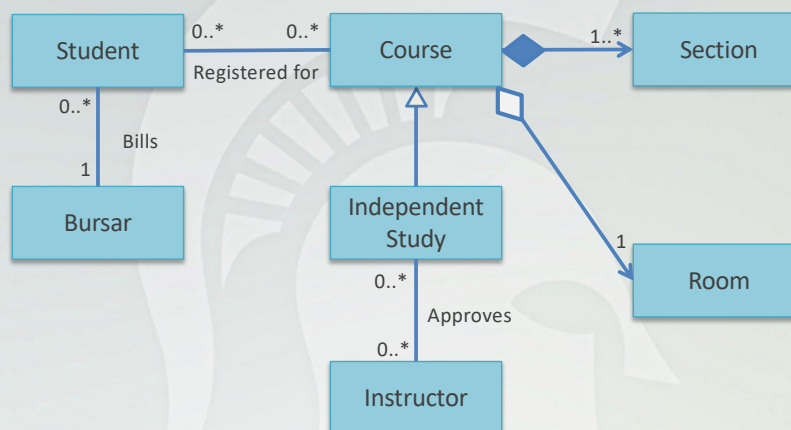 0..*
0..*
1..*
Student
Course
Section
Registered for
0..*
Bills
1
Bursar
Independent
Study
1
Room
0..*
Approves
0..*
Instructor